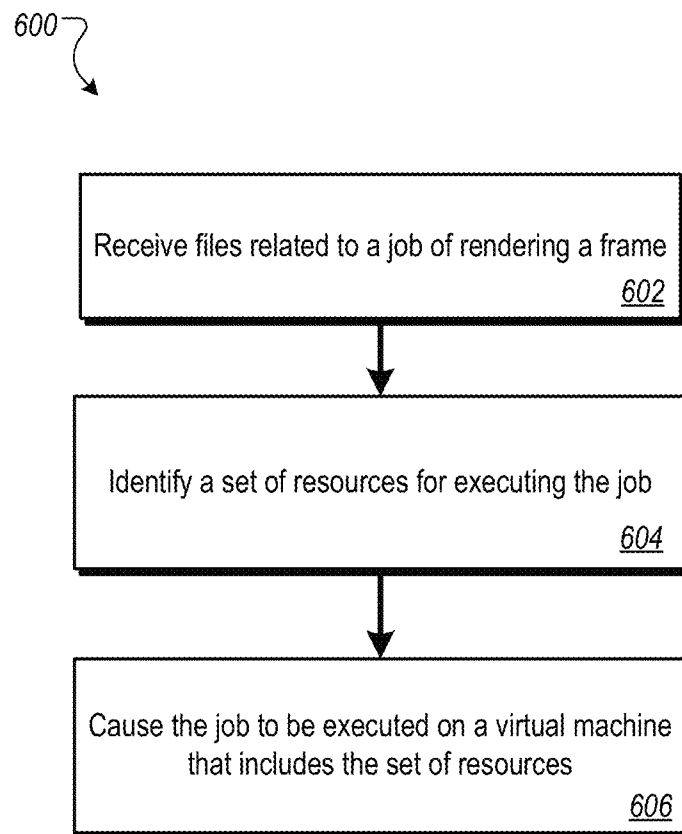 600
Receive files related to a job of rendering a frame
602
Identify a set of resources for executing the job
604
Cause the job to be executed on a virtual machine
that includes the set of resources
606